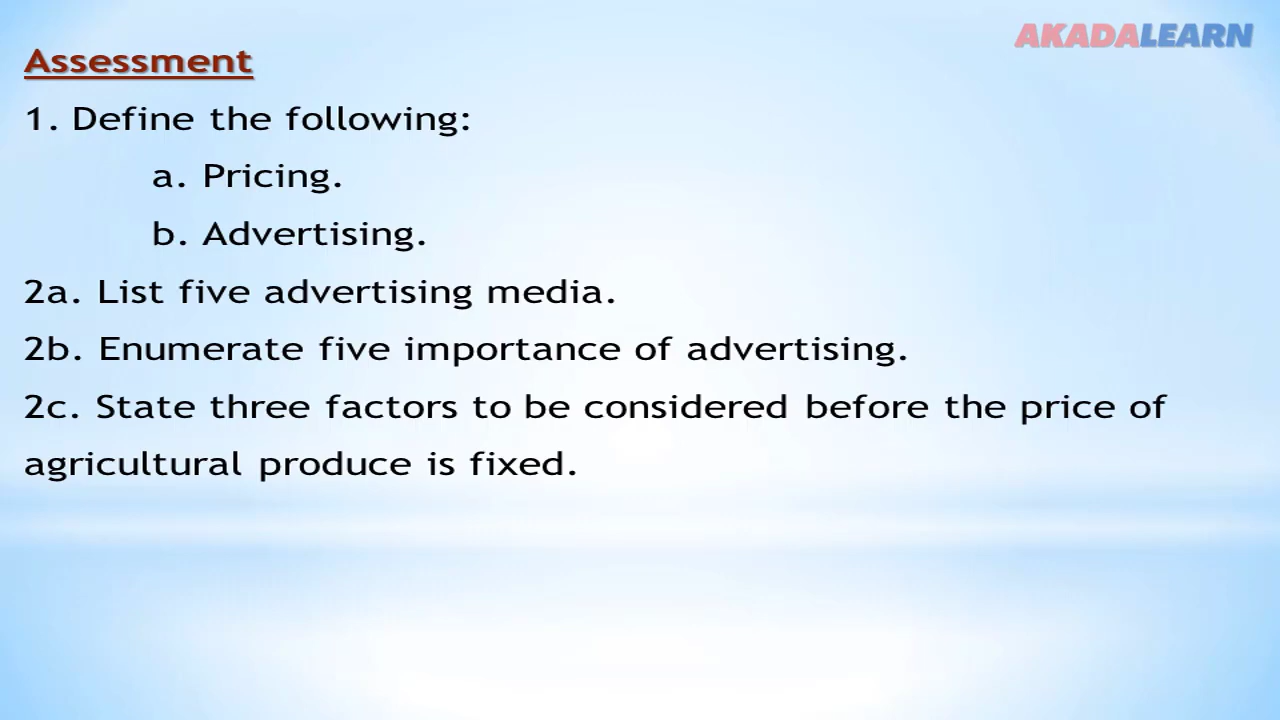 AKADALEARN
Assessment
1. Define the following:
a. Pricing.
b. Advertising.
2a. List five advertising media.
2b. Enumerate five importance of advertising.
2c. State three factors to be considered before the price of
agricultural produce is fixed.